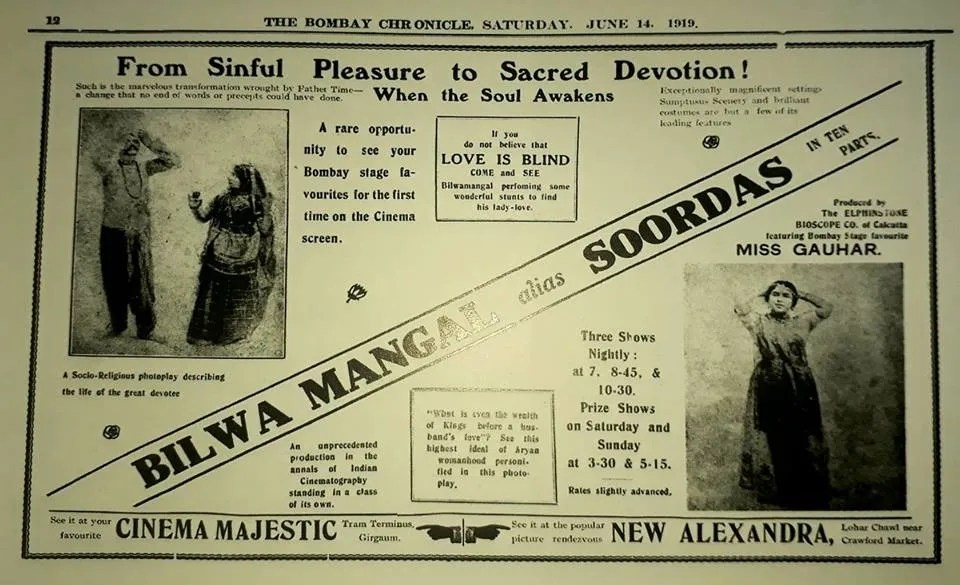 12
THE BOMBAY CHRONICLE, SATURDAY. JUNE 14. 1919.
From Sinful Pleasure to Sacred Devotion!
Such is the marvelous transformation wrought by Father Time—
a change that no end of words or precepts could have done.
When the Soul Awakens
Exceptionally magnificent settings
Sumptuous Scenery and brilliant
costumes are but a few of its
leading features
A rare opportu-
nity to see your
Bombay stage fa-
vourites for the first
time on the Cinema
screen.
If you
do not believe that
LOVE IS BLIND
COME and SEE
Bilwamangal perfoming some
wonderful stunts to find
his lady-love.
BILWA MANGAL alias SOORDAS
IN TEN
PARTS.
Produced by
The ELPHINSTONE
BIOSCOPE CO. of Calcutta
featuring Bombay Stage favourite
MISS GAUHAR.
A Socio-Religious photoplay describing
the life of the great devotee
An unprecedented
production in the
annals of Indian
Cinematography
standing in a class
of its own.
"What is even the wealth
of Kings before a hus-
band's love"? See this
highest ideal of Aryan
womanhood personi-
fied in this photo-
play.
Three Shows
Nightly :
at 7, 8-45, &
10-30.
Prize Shows
on Saturday and
Sunday
at 3-30 & 5-15.
Rates slightly advanced.
See it at your
favourite
CINEMA MAJESTIC
Tram Terminus,
Girgaum.
See it at the popular
picture rendezvous
NEW ALEXANDRA,
Lohar Chawl near
Crawford Market.